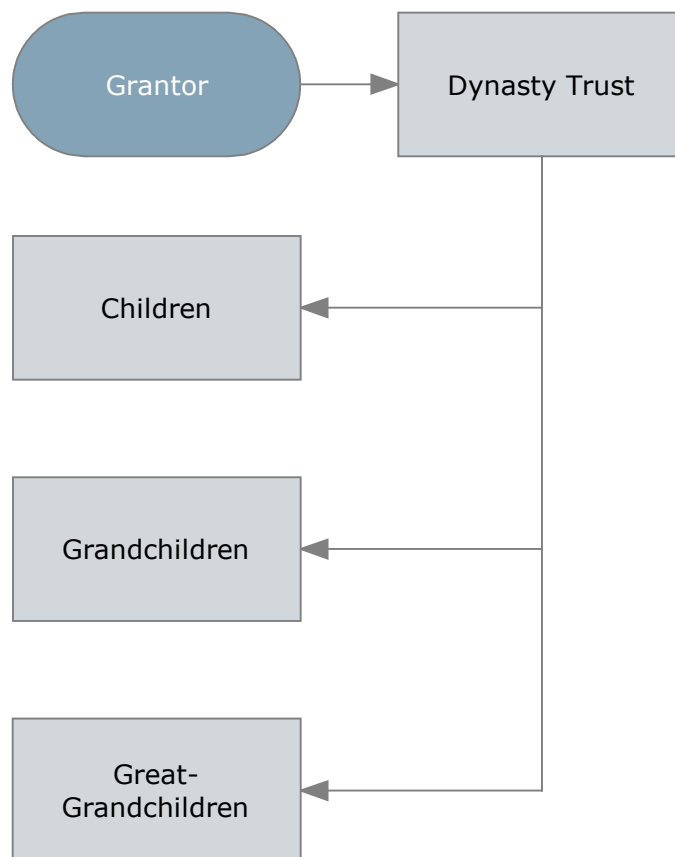 Grantor
Dynasty Trust
Children
Grandchildren
Great-
Grandchildren